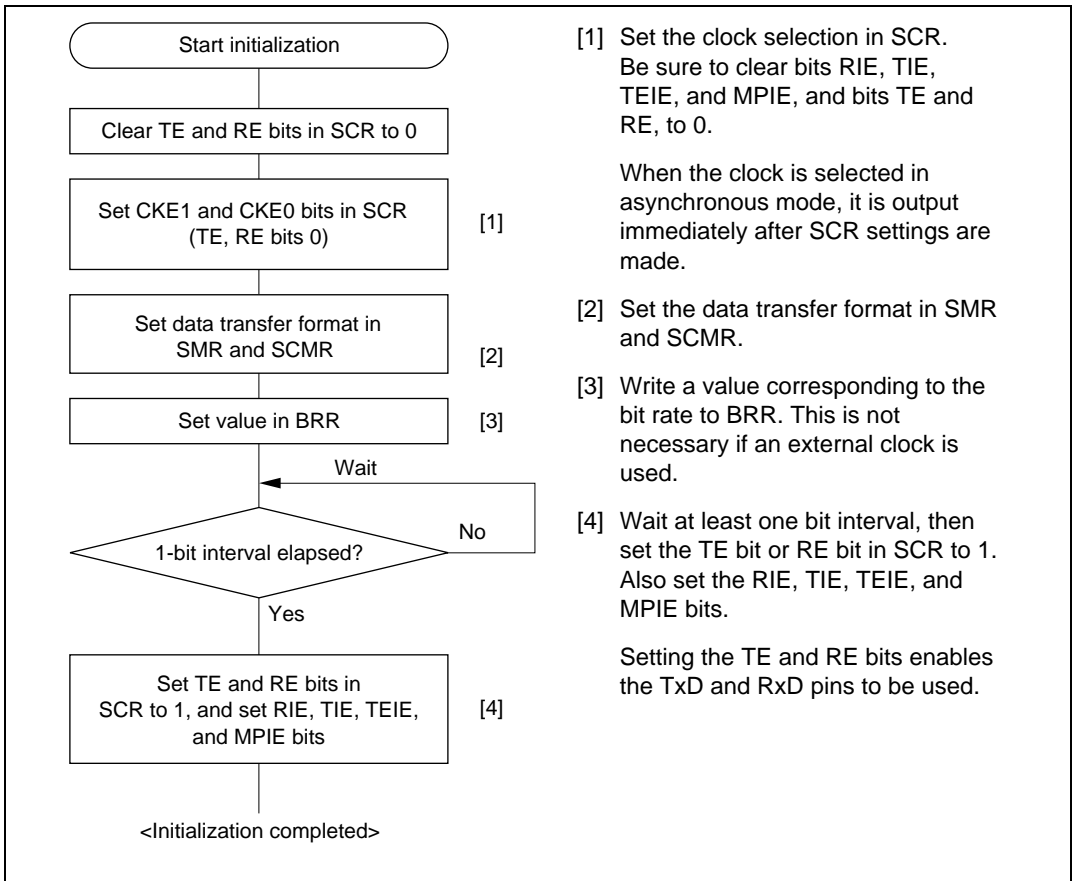 Start initialization
Clear TE and RE bits in SCR to 0
Set CKE1 and CKE0 bits in SCR
(TE, RE bits 0)
[1]
Set data transfer format in
SMR and SCMR
[2]
Set value in BRR
[3]
Wait
No
1-bit interval elapsed?
Yes
Set TE and RE bits in
SCR to 1, and set RIE, TIE, TEIE,
and MPIE bits
[4]
<Initialization completed>
[1] Set the clock selection in SCR.
Be sure to clear bits RIE, TIE,
TEIE, and MPIE, and bits TE and
RE, to 0.
When the clock is selected in
asynchronous mode, it is output
immediately after SCR settings are
made.
[2] Set the data transfer format in SMR
and SCMR.
[3] Write a value corresponding to the
bit rate to BRR. This is not
necessary if an external clock is
used.
[4] Wait at least one bit interval, then
set the TE bit or RE bit in SCR to 1.
Also set the RIE, TIE, TEIE, and
MPIE bits.
Setting the TE and RE bits enables
the TxD and RxD pins to be used.